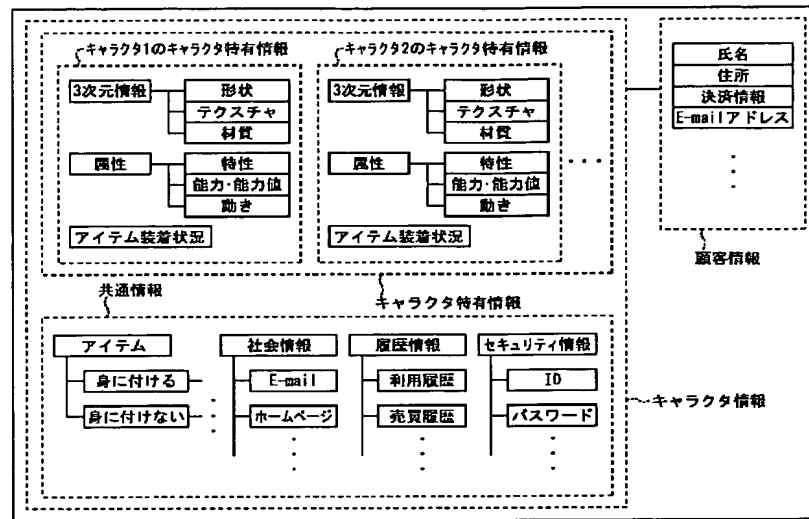 キャラクタ1のキャラクタ特有情報
3次元情報
形状
テクスチャ
材質
属性
特性
能力・能力値
動き
アイテム装着状況
キャラクタ2のキャラクタ特有情報
3次元情報
形状
テクスチャ
材質
属性
特性
能力・能力値
動き
アイテム装着状況
氏名
住所
決済情報
E-mailアドレス
顧客情報
共通情報
キャラクタ特有情報
アイテム
身に付ける
身に付けない
社会情報
E-mail
ホームページ
履歴情報
利用履歴
売買履歴
セキュリティ情報
ID
パスワード
キャラクタ情報